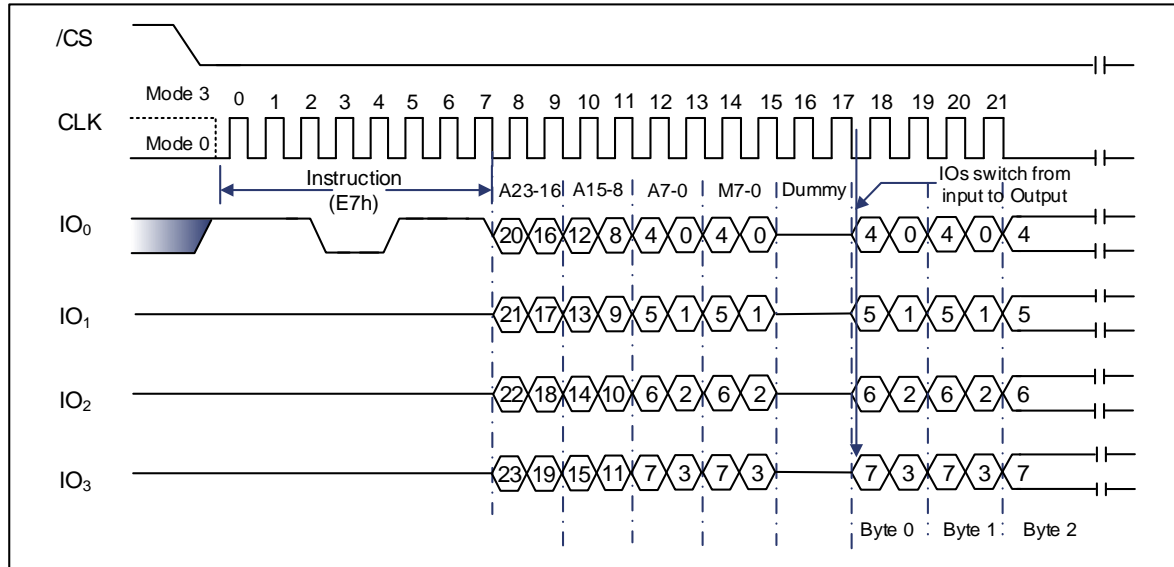 /CS
Mode 3 0 1 2 3 4 5 6 7 8 9 10 11 12 13 14 15 16 17 18 19 20 21
CLK
Mode 0
Instruction
(E7h)
A23-16 A15-8 A7-0 M7-0 Dummy
IOs switch from
input to Output
IO0 20 16 12 8 4 0 4 0 4 0 4 0 4
IO1 21 17 13 9 5 1 5 1 5 1 5 1 5
IO2 22 18 14 10 6 2 6 2 6 2 6 2 6
IO3 23 19 15 11 7 3 7 3 7 3 7 3 7
Byte 0 Byte 1 Byte 2